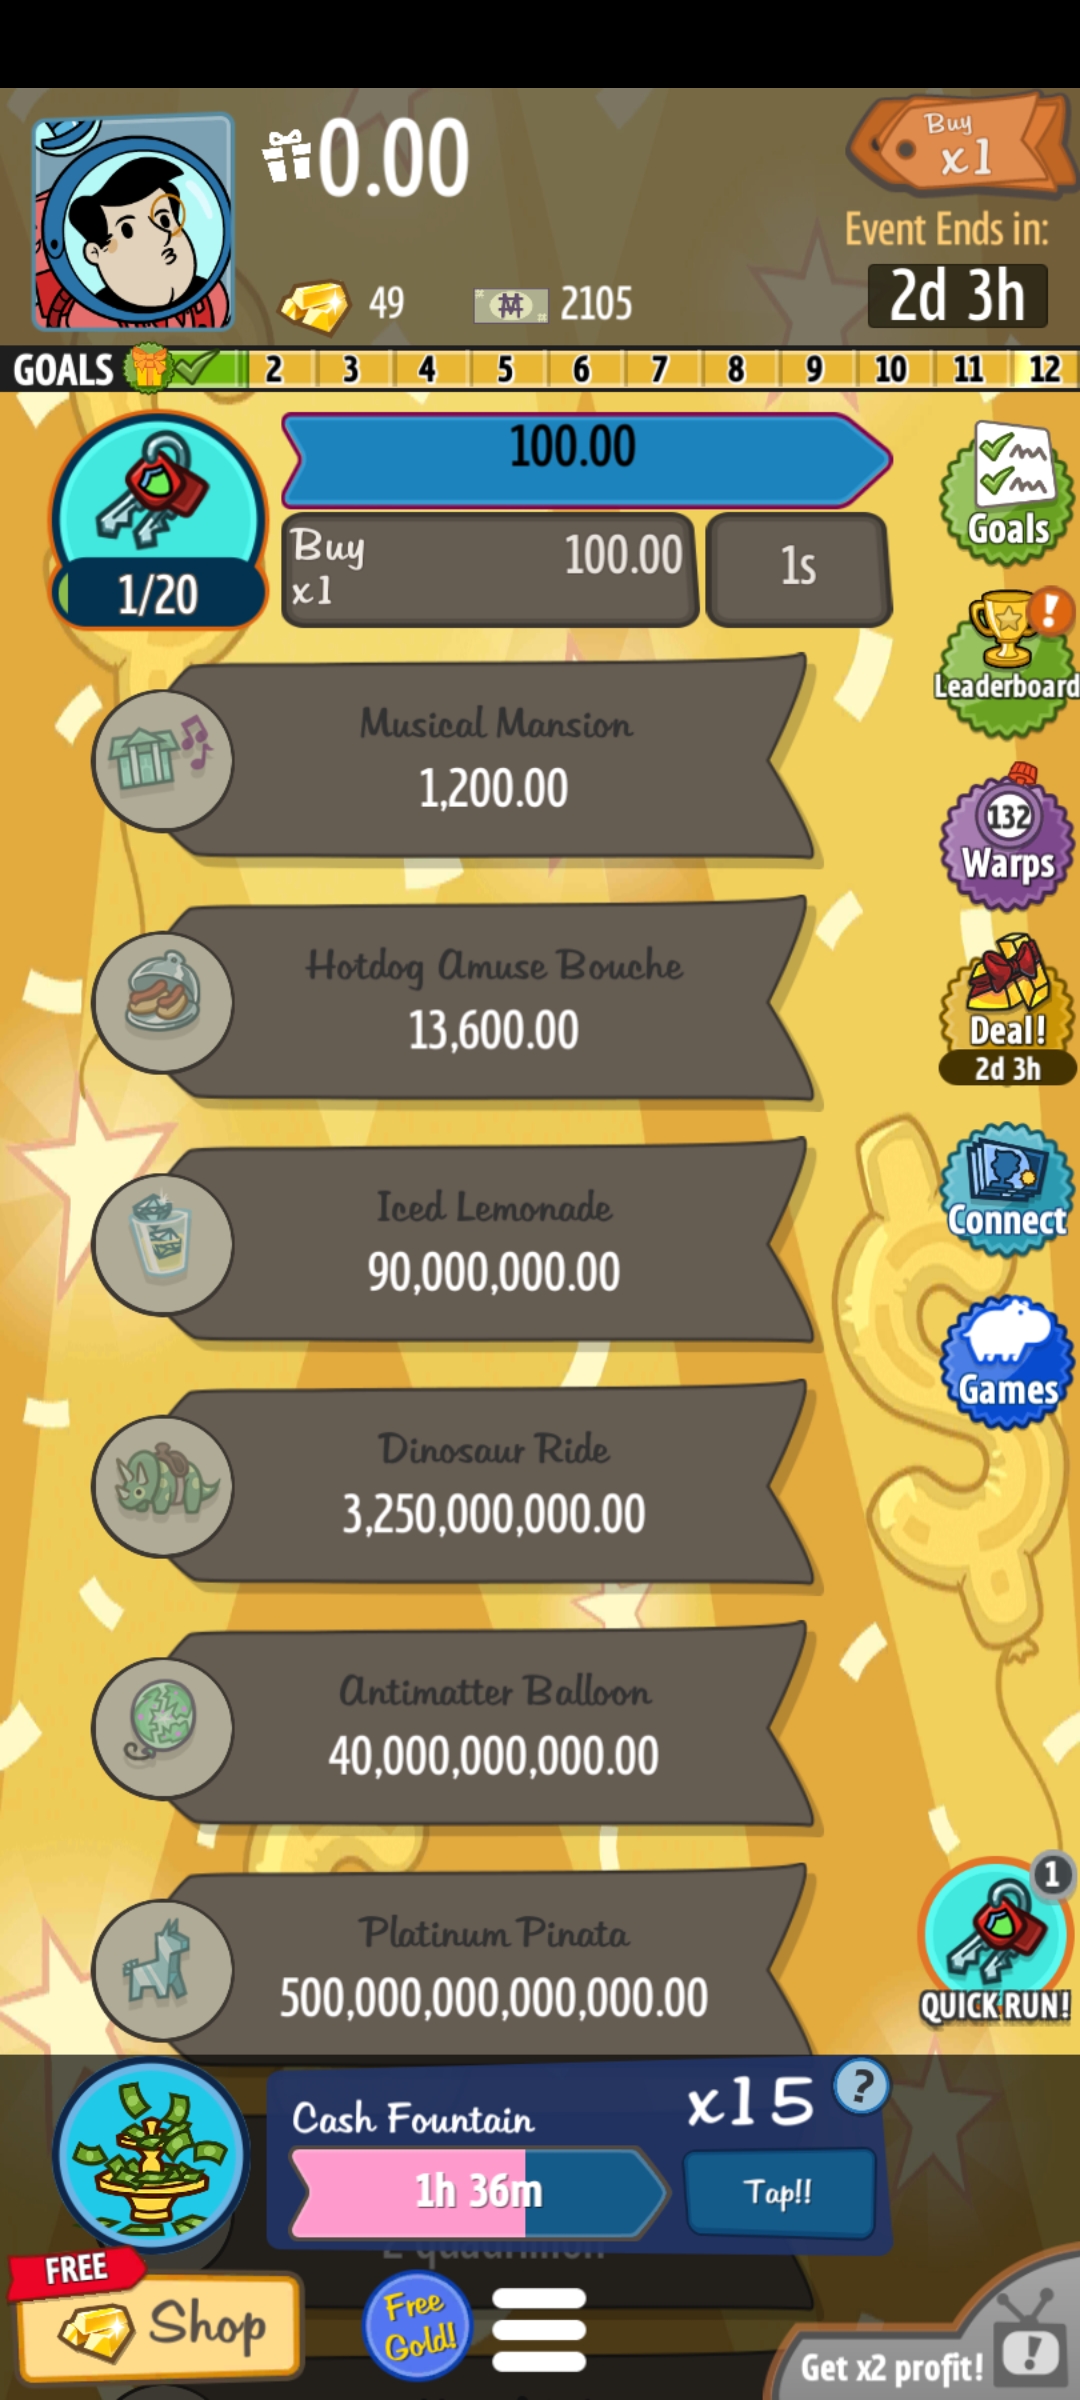 0.00
Buy
x1
Event Ends in:
2d 3h
49
2105
GOALS 2 3 4 5 6 7 8 9 10 11 12
100.00
Buy
x1
100.00
1s
1/20
Goals
Leaderboard
Musical Mansion
1,200.00
132
Warps
Hotdog Amuse Bouche
13,600.00
Deal!
2d 3h
Iced Lemonade
90,000,000.00
Connect
Games
Dinosaur Ride
3,250,000,000.00
Antimatter Balloon
40,000,000,000.00
1
QUICK RUN!
Platinum Pinata
500,000,000,000,000.00
Cash Fountain
x15
?
1h 36m
Tap!!
2 quadrillion
FREE
Shop
Free
Gold!
Get x2 profit!